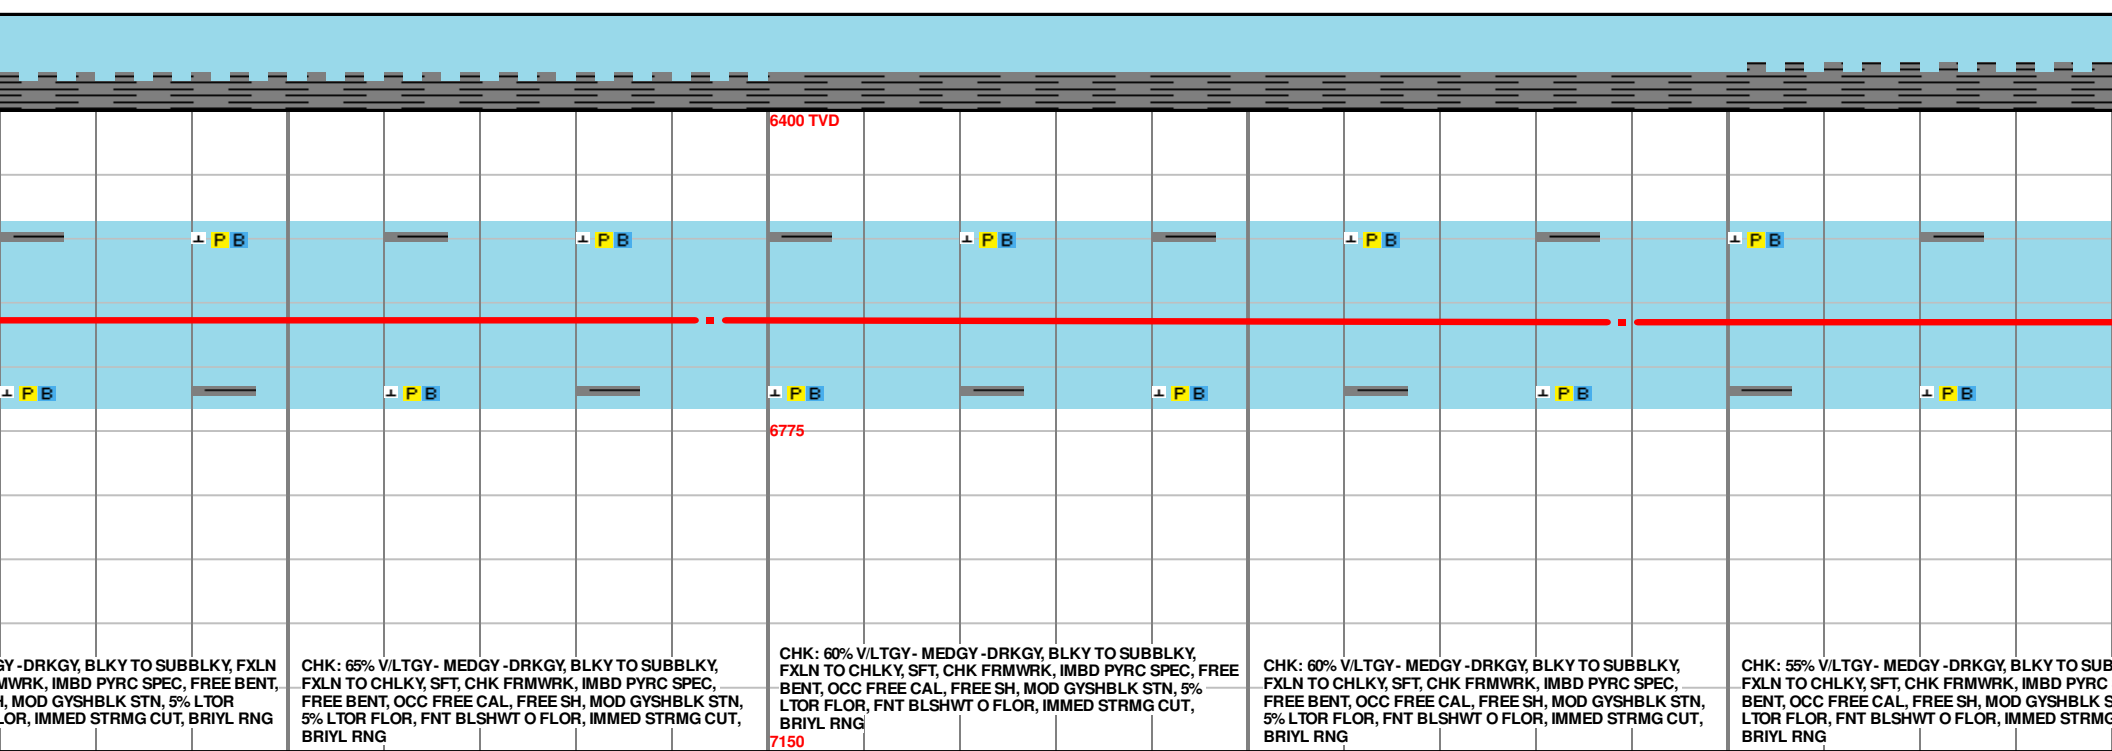 6400 TVD
⊥ P B
⊥ P B
⊥ P B
⊥ P B
⊥ P B
⊥ P B
⊥ P B
⊥ P B
⊥ P B
⊥ P B
⊥ P B
6775
GY -DRKGY, BLKY TO SUBBLKY, FXLN
MWRK, IMBD PYRC SPEC, FREE BENT,
H, MOD GYSHBLK STN, 5% LTOR
LOR, IMMED STRMG CUT, BRIYL RNG
CHK: 65% V/LTGY- MEDGY -DRKGY, BLKY TO SUBBLKY,
FXLN TO CHLKY, SFT, CHK FRMWRK, IMBD PYRC SPEC,
FREE BENT, OCC FREE CAL, FREE SH, MOD GYSHBLK STN,
5% LTOR FLOR, FNT BLSHWT O FLOR, IMMED STRMG CUT,
BRIYL RNG
CHK: 60% V/LTGY- MEDGY -DRKGY, BLKY TO SUBBLKY,
FXLN TO CHLKY, SFT, CHK FRMWRK, IMBD PYRC SPEC, FREE
BENT, OCC FREE CAL, FREE SH, MOD GYSHBLK STN, 5%
LTOR FLOR, FNT BLSHWT O FLOR, IMMED STRMG CUT,
BRIYL RNG
7150
CHK: 60% V/LTGY- MEDGY -DRKGY, BLKY TO SUBBLKY,
FXLN TO CHLKY, SFT, CHK FRMWRK, IMBD PYRC SPEC,
FREE BENT, OCC FREE CAL, FREE SH, MOD GYSHBLK STN,
5% LTOR FLOR, FNT BLSHWT O FLOR, IMMED STRMG CUT,
BRIYL RNG
CHK: 55% V/LTGY- MEDGY -DRKGY, BLKY TO SUB
FXLN TO CHLKY, SFT, CHK FRMWRK, IMBD PYRC
BENT, OCC FREE CAL, FREE SH, MOD GYSHBLK S
LTOR FLOR, FNT BLSHWT O FLOR, IMMED STRMG
BRIYL RNG